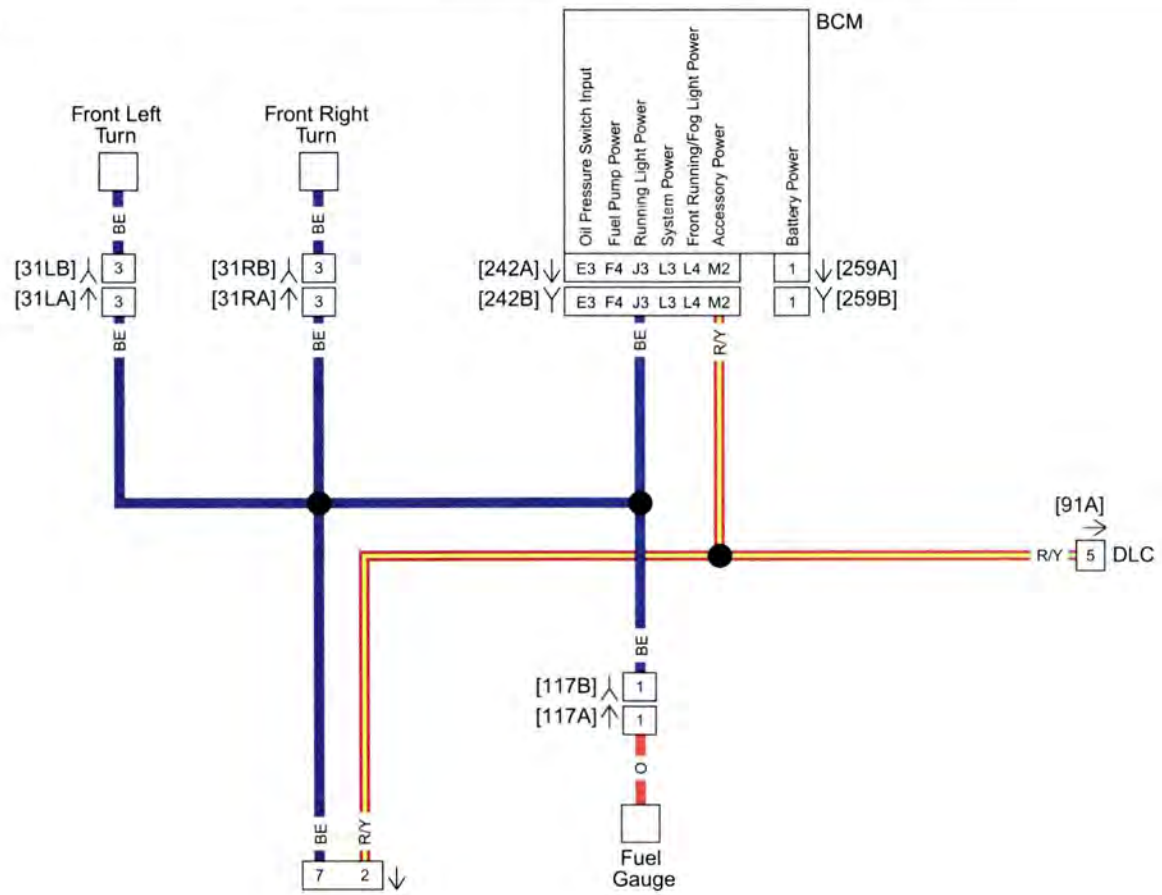 BCM
Oil Pressure Switch Input
Fuel Pump Power
Running Light Power
System Power
Front Running/Fog Light Power
Accessory Power
Battery Power
Front Left
Turn
Front Right
Turn
BE
BE
[31LB] 3
[31RB] 3
[242A] E3 F4 J3 L3 L4 M2
1 [259A]
[31LA] 3
[31RA] 3
[242B] E3 F4 J3 L3 L4 M2
1 [259B]
BE
BE
BE
R/Y
[91A]
R/Y 5 DLC
BE
[117B] 1
[117A] 1
O
BE
R/Y
Fuel
Gauge
7 2